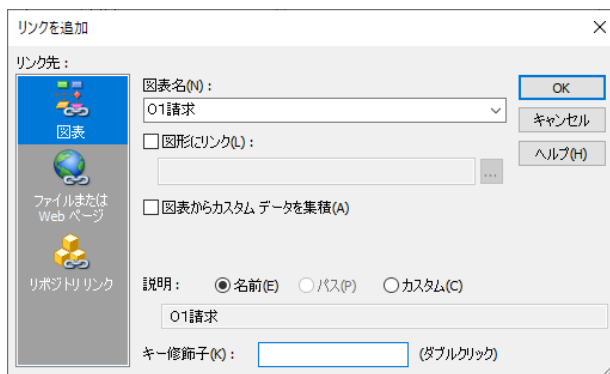 リンクを追加
リンク先：
図表
ファイルまたは
Web ページ
リポジトリ リンク
図表名(N)：
O1請求
図形にリンク(L)：
...
図表からカスタム データを集積(A)
説明：
名前(E)
パス(P)
カスタム(C)
O1請求
キー修飾子(K)：
(ダブルクリック)
OK
キャンセル
ヘルプ(H)